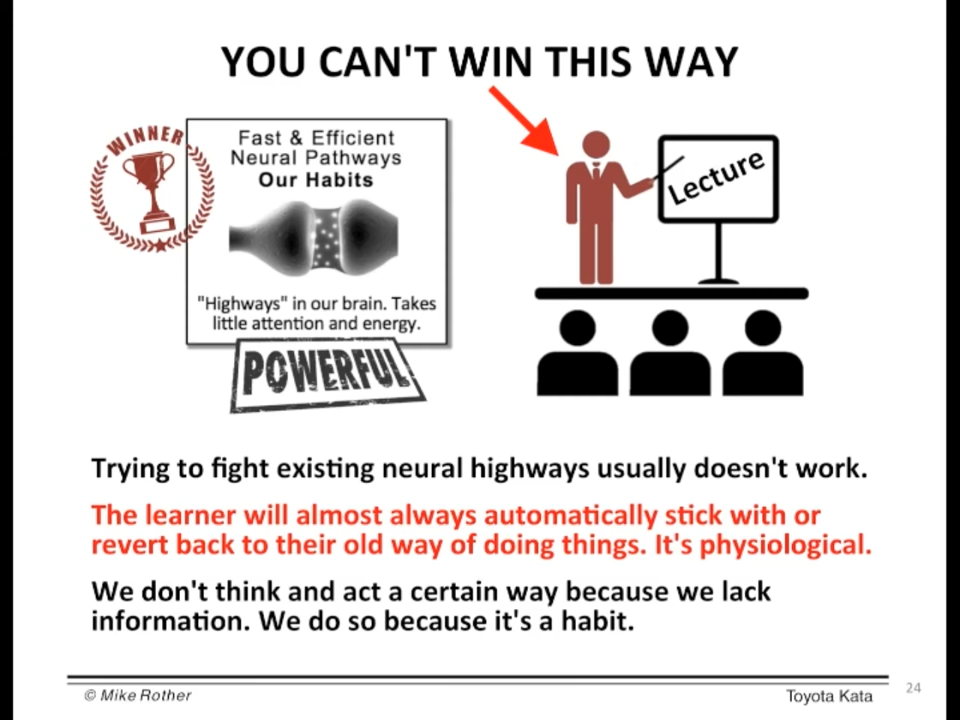 YOU CAN'T WIN THIS WAY
WINNER
Fast & Efficient
Neural Pathways
Our Habits
"Highways" in our brain. Takes
little attention and energy.
POWERFUL
Lecture
Trying to fight existing neural highways usually doesn't work.
The learner will almost always automatically stick with or
revert back to their old way of doing things. It's physiological.
We don't think and act a certain way because we lack
information. We do so because it's a habit.
© Mike Rother
Toyota Kata
24